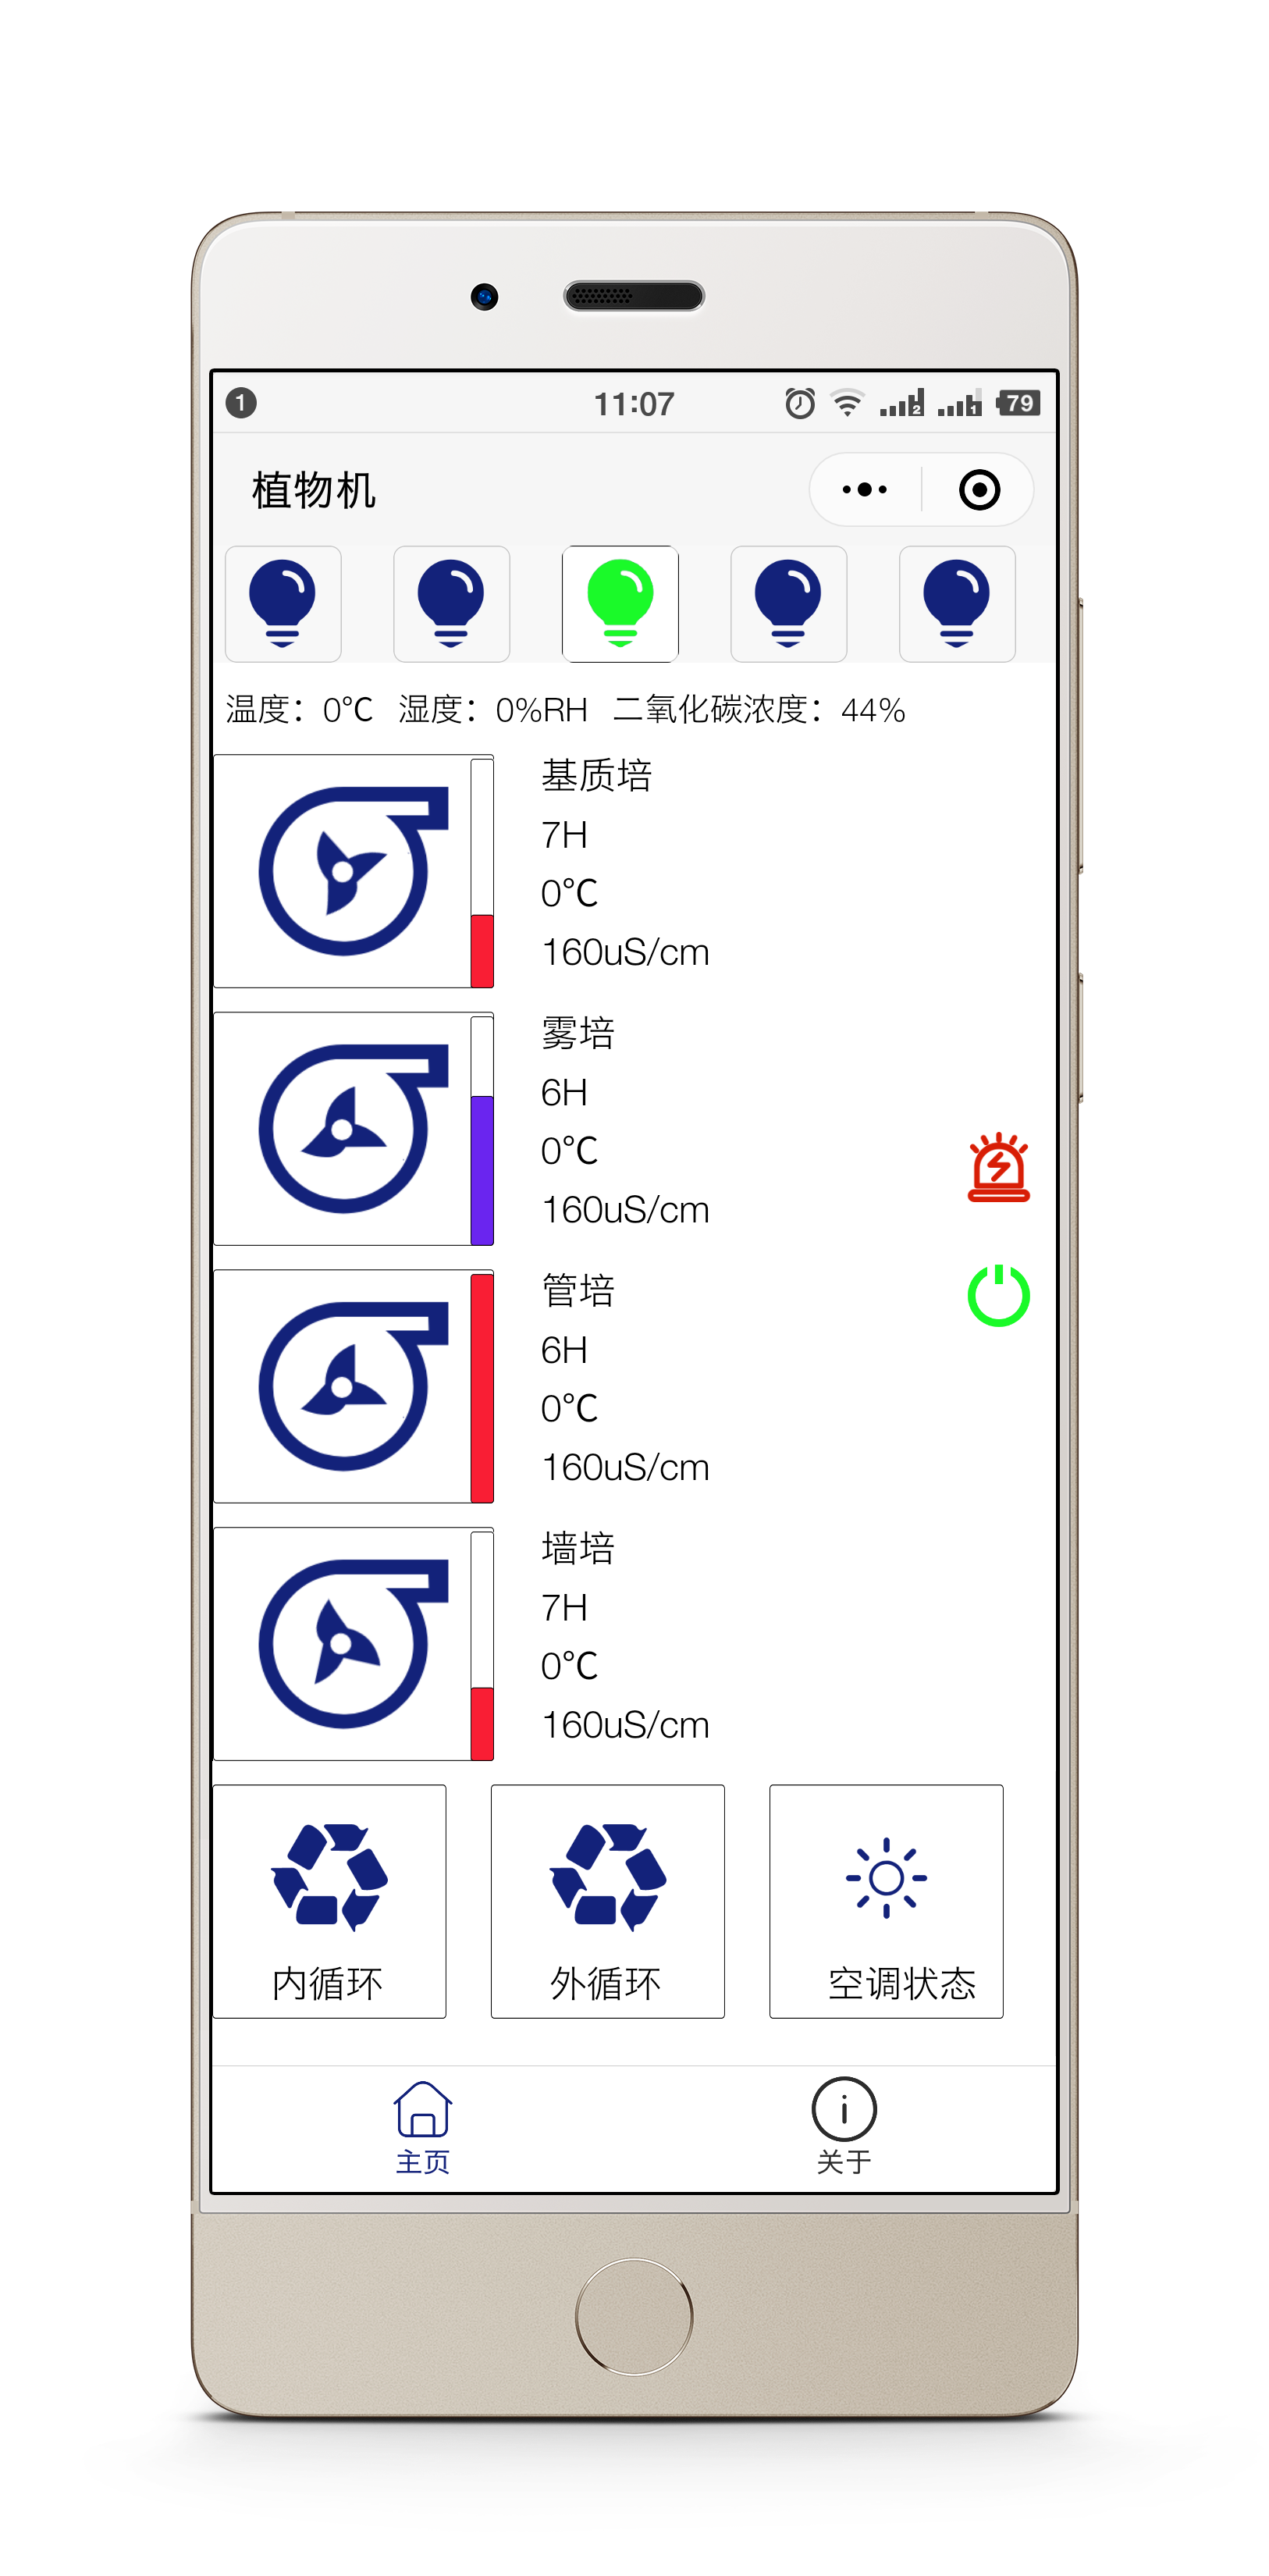 1 11:07 2 1 79
植物机
温度：0℃ 湿度：0%RH 二氧化碳浓度：44%
基质培
7H
0℃
160uS/cm
雾培
6H
0℃
160uS/cm
管培
6H
0℃
160uS/cm
墙培
7H
0℃
160uS/cm
内循环 外循环 空调状态
主页 关于